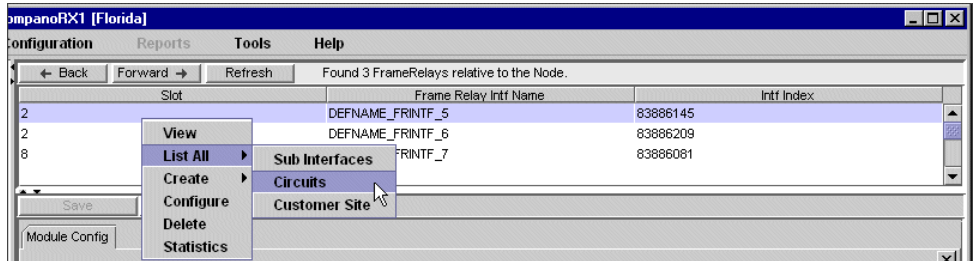 ompanoRX1 [Florida]
onfiguration Reports Tools Help
← Back Forward → Refresh Found 3 FrameRelays relative to the Node.
Slot Frame Relay Intf Name Intf Index
2 DEFNAME_FRINTF_5 83886145
2 DEFNAME_FRINTF_6 83886209
8 FRINTF_7 83886081
View
List All
Create
Configure
Delete
Statistics
Sub Interfaces
Circuits
Customer Site
Save
Module Config